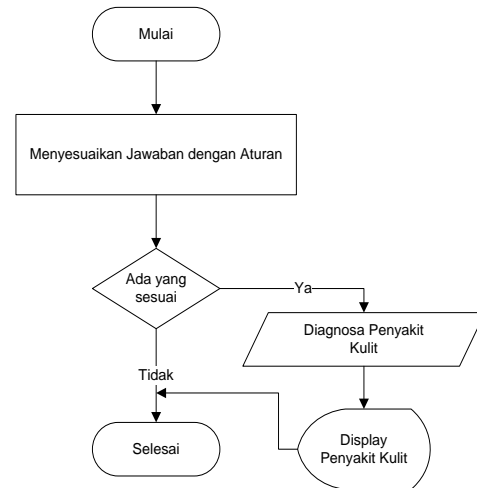 Mulai
Menyesuaikan Jawaban dengan Aturan
Ada yang
sesuai
Ya
Diagnosa Penyakit
Kulit
Tidak
Selesai
Display
Penyakit Kulit